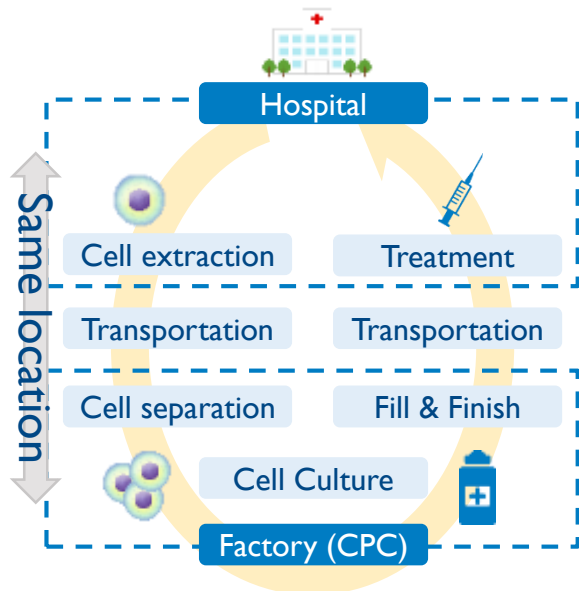 Hospital
Same location
Cell extraction
Treatment
Transportation
Transportation
Cell separation
Fill & Finish
Cell Culture
Factory (CPC)